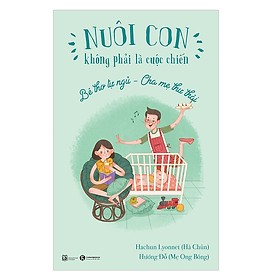 NUÔI CON
không phải là cuộc chiến
Bé thơ tự ngủ - Cha mẹ thư thái
Hachun Lyonnet (Hà Chũn)
Hương Đỗ (Mẹ Ong Bông)